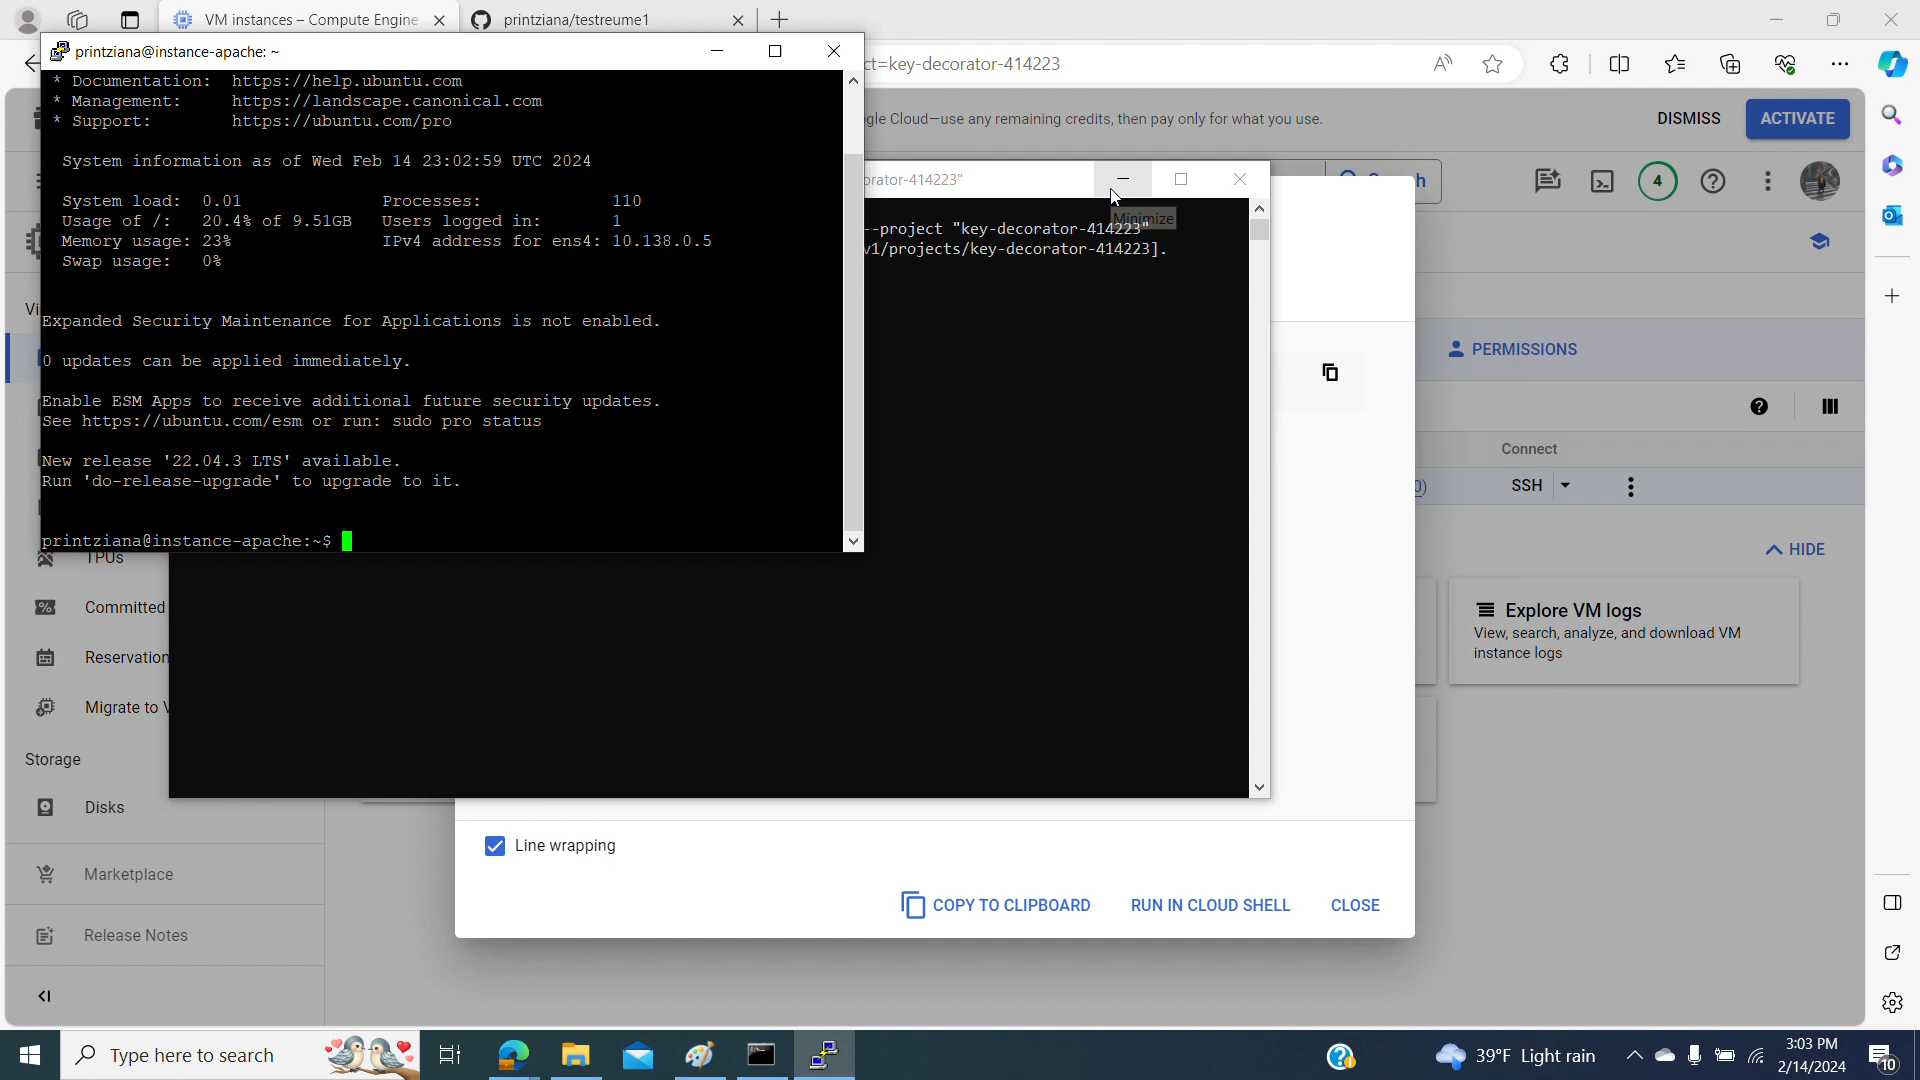 VM instances – Compute Engine
printziana/testreume1
printziana@instance-apache: ~
ct=key-decorator-414223
* Documentation:  https://help.ubuntu.com
* Management:     https://landscape.canonical.com
* Support:        https://ubuntu.com/pro
gle Cloud—use any remaining credits, then pay only for what you use.
DISMISS
ACTIVATE
System information as of Wed Feb 14 23:02:59 UTC 2024
orator-414223"
4
System load:  0.01              Processes:             110
Usage of /:   20.4% of 9.51GB   Users logged in:       1
Memory usage: 23%               IPv4 address for ens4: 10.138.0.5
Swap usage:   0%
Minimize
--project "key-decorator-414223"
v1/projects/key-decorator-414223].
Expanded Security Maintenance for Applications is not enabled.
0 updates can be applied immediately.
PERMISSIONS
Enable ESM Apps to receive additional future security updates.
See https://ubuntu.com/esm or run: sudo pro status
Connect
New release '22.04.3 LTS' available.
Run 'do-release-upgrade' to upgrade to it.
SSH
printziana@instance-apache:~$
HIDE
TPUs
Committed
Reservation
Migrate to V
Explore VM logs
View, search, analyze, and download VM
instance logs
Storage
Disks
Line wrapping
Marketplace
COPY TO CLIPBOARD
RUN IN CLOUD SHELL
CLOSE
Release Notes
Type here to search
39°F Light rain
3:03 PM
2/14/2024
10